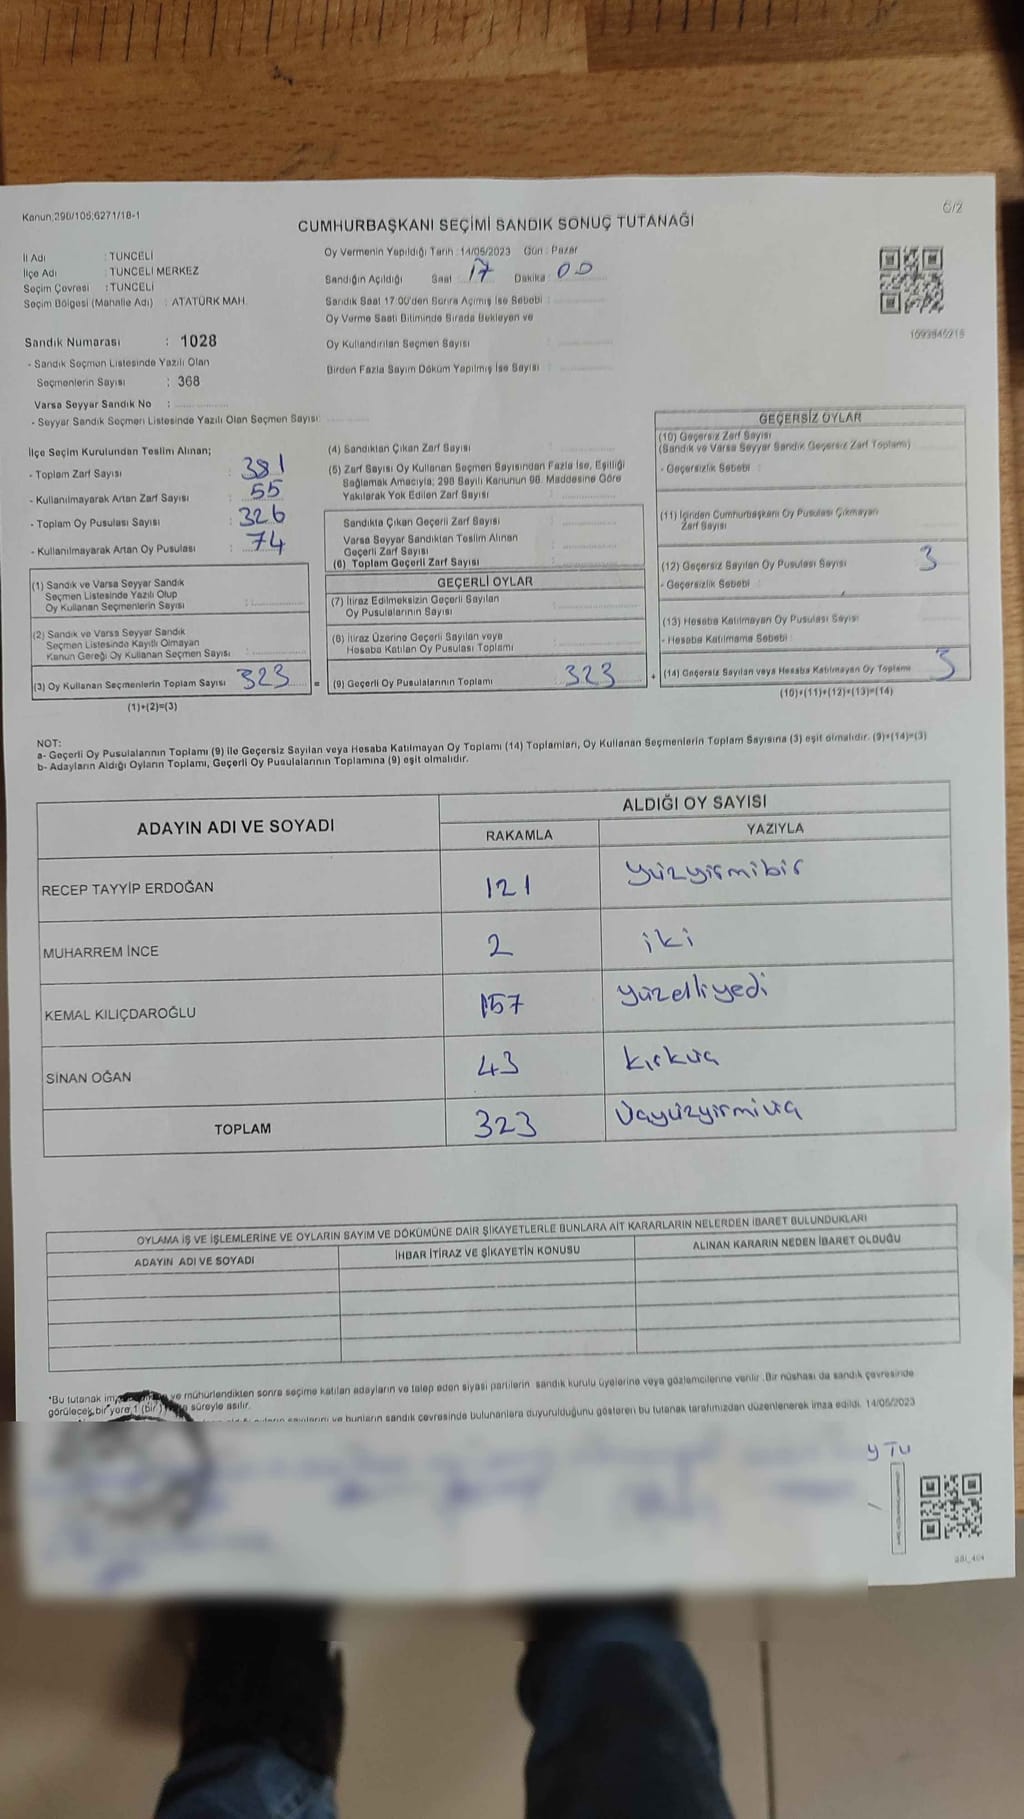 Kanun,298/105,6271/18-1
6/2
CUMHURBAŞKANI SEÇİMİ SANDIK SONUÇ TUTANAĞI
İl Adı : TUNCELİ
İlçe Adı : TUNCELİ MERKEZ
Seçim Çevresi : TUNCELİ
Seçim Bölgesi (Mahalle Adı) : ATATÜRK MAH.
Oy Vermenin Yapıldığı Tarih : 14/05/2023 Gün : Pazar
Sandığın Açıldığı Saat : 17 Dakika : 00
Sandık Saat 17:00'den Sonra Açılmış İse Sebebi :
Oy Verme Saati Bitiminde Sırada Bekleyen ve
Oy Kullandırılan Seçmen Sayısı :
Birden Fazla Sayım Döküm Yapılmış İse Sayısı :
1093845215
Sandık Numarası : 1028
- Sandık Seçmen Listesinde Yazılı Olan
Seçmenlerin Sayısı : 368
Varsa Seyyar Sandık No :
- Seyyar Sandık Seçmen Listesinde Yazılı Olan Seçmen Sayısı:
İlçe Seçim Kurulundan Teslim Alınan;
- Toplam Zarf Sayısı : 381
- Kullanılmayarak Artan Zarf Sayısı : 55
- Toplam Oy Pusulası Sayısı : 326
- Kullanılmayarak Artan Oy Pusulası : 74
(1) Sandık ve Varsa Seyyar Sandık
Seçmen Listesinde Yazılı Olup
Oy Kullanan Seçmenlerin Sayısı :
(2) Sandık ve Varsa Seyyar Sandık
Seçmen Listesinde Kayıtlı Olmayan
Kanun Gereği Oy Kullanan Seçmen Sayısı :
(3) Oy Kullanan Seçmenlerin Toplam Sayısı 323 =
(1)+(2)=(3)
(4) Sandıktan Çıkan Zarf Sayısı :
(5) Zarf Sayısı Oy Kullanan Seçmen Sayısından Fazla İse, Eşitliği
Sağlamak Amacıyla; 298 Sayılı Kanunun 98. Maddesine Göre
Yakılarak Yok Edilen Zarf Sayısı :
Sandıkta Çıkan Geçerli Zarf Sayısı :
Varsa Seyyar Sandıktan Teslim Alınan
Geçerli Zarf Sayısı :
(6) Toplam Geçerli Zarf Sayısı :
GEÇERLİ OYLAR
(7) İtiraz Edilmeksizin Geçerli Sayılan
Oy Pusulalarının Sayısı :
(8) İtiraz Üzerine Geçerli Sayılan veya
Hesaba Katılan Oy Pusulası Toplamı :
(9) Geçerli Oy Pusulalarının Toplamı : 323 +
GEÇERSİZ OYLAR
(10) Geçersiz Zarf Sayısı
(Sandık ve Varsa Seyyar Sandık Geçersiz Zarf Toplamı)
- Geçersizlik Sebebi :
(11) İçinden Cumhurbaşkanı Oy Pusulası Çıkmayan
Zarf Sayısı
(12) Geçersiz Sayılan Oy Pusulası Sayısı 3
- Geçersizlik Sebebi :
(13) Hesaba Katılmayan Oy Pusulası Sayısı :
- Hesaba Katılmama Sebebi :
(14) Geçersiz Sayılan veya Hesaba Katılmayan Oy Toplamı 3
(10)+(11)+(12)+(13)=(14)
NOT:
a- Geçerli Oy Pusulalarının Toplamı (9) İle Geçersiz Sayılan veya Hesaba Katılmayan Oy Toplamı (14) Toplamları, Oy Kullanan Seçmenlerin Toplam Sayısına (3) eşit olmalıdır. (9)+(14)=(3)
b- Adayların Aldığı Oyların Toplamı, Geçerli Oy Pusulalarının Toplamına (9) eşit olmalıdır.
ADAYIN ADI VE SOYADI
ALDIĞI OY SAYISI
RAKAMLA YAZIYLA
RECEP TAYYİP ERDOĞAN 121 yüzyirmibir
MUHARREM İNCE 2 iki
KEMAL KILIÇDAROĞLU 157 yüzelliyedi
SİNAN OĞAN 43 kırküç
TOPLAM 323 Üçyüzyirmiüç
OYLAMA İŞ VE İŞLEMLERİNE VE OYLARIN SAYIM VE DÖKÜMÜNE DAİR ŞİKAYETLERLE BUNLARA AİT KARARLARIN NELERDEN İBARET BULUNDUKLARI
ADAYIN ADI VE SOYADI İHBAR İTİRAZ VE ŞİKAYETİN KONUSU ALINAN KARARIN NEDEN İBARET OLDUĞU
*Bu tutanak ve mühürlendikten sonra seçime katılan adayların ve talep eden siyasi partilerin sandık kurulu üyelerine veya gözlemcilerine verilir. Bir nüshası da sandık çevresinde
görülecek bir yere 1 (bir) süreyle asılır.
ve bunların sandık çevresinde bulunanlara duyurulduğunu gösteren bu tutanak tarafımızdan düzenlenerek imza edildi. 14/05/2023